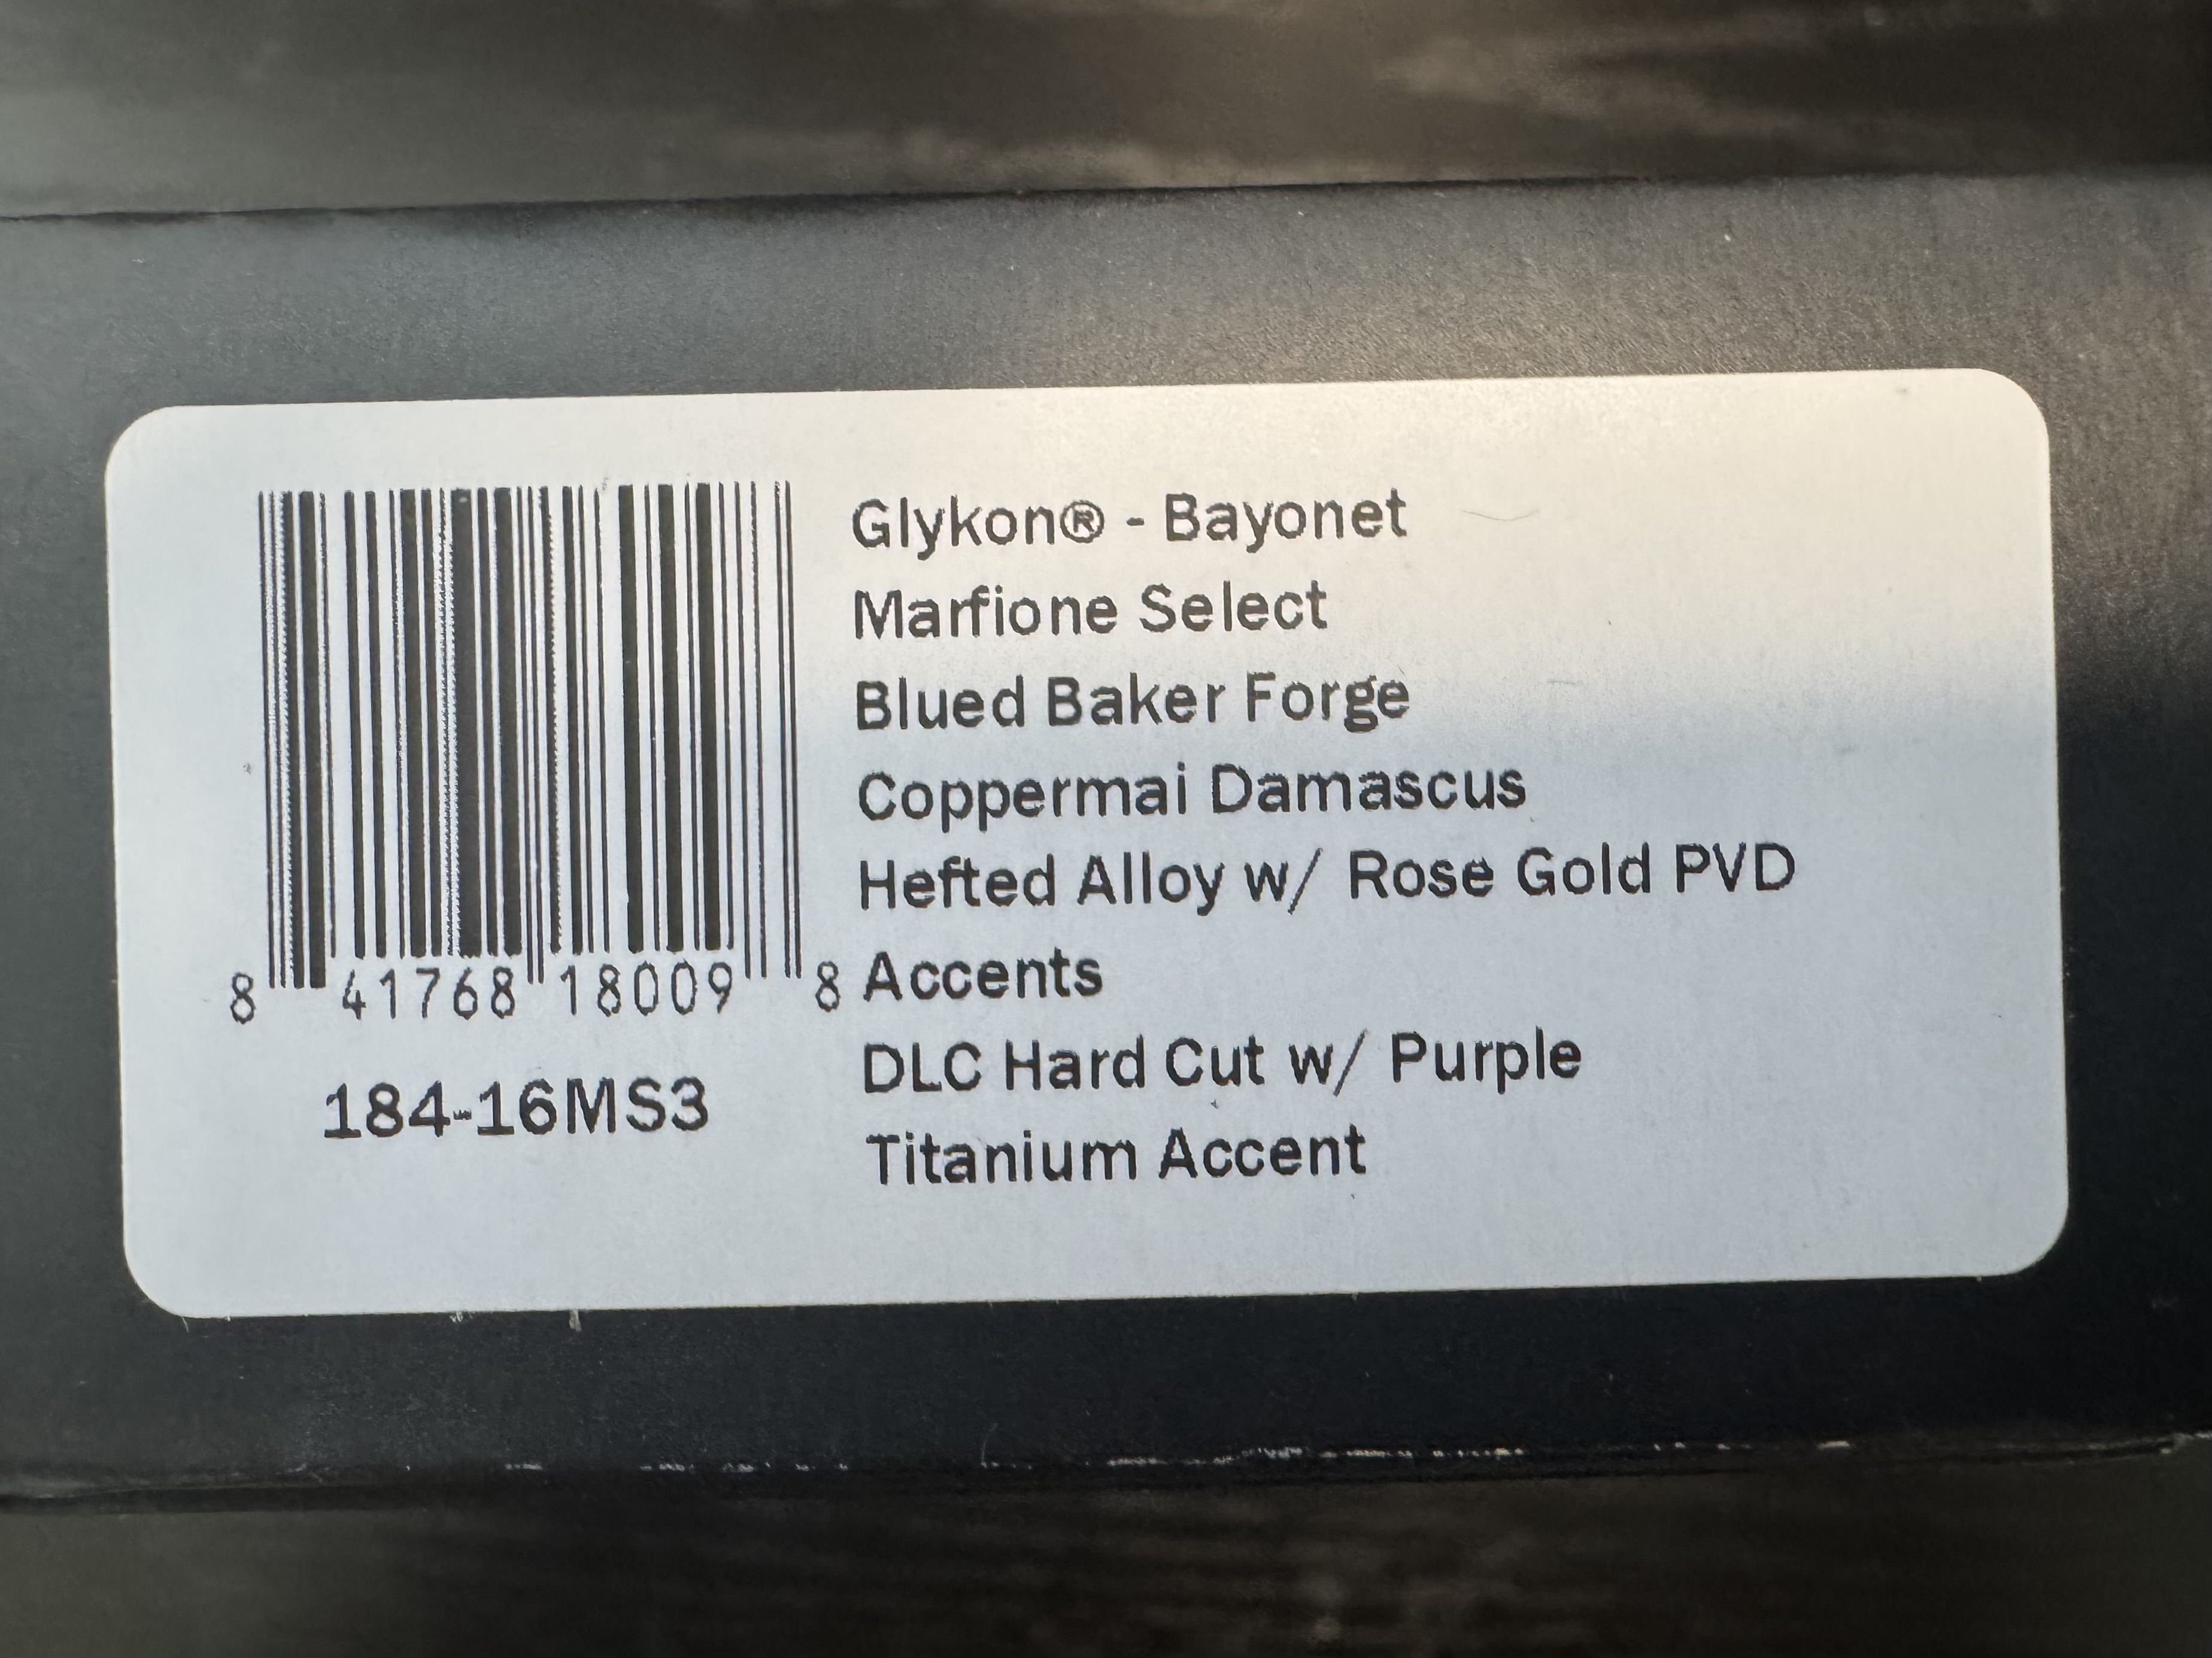 Glykon® - Bayonet
Marfione Select
Blued Baker Forge
Coppermai Damascus
Hefted Alloy w/ Rose Gold PVD
Accents
DLC Hard Cut w/ Purple
Titanium Accent
8 41768 18009 8
184-16MS3